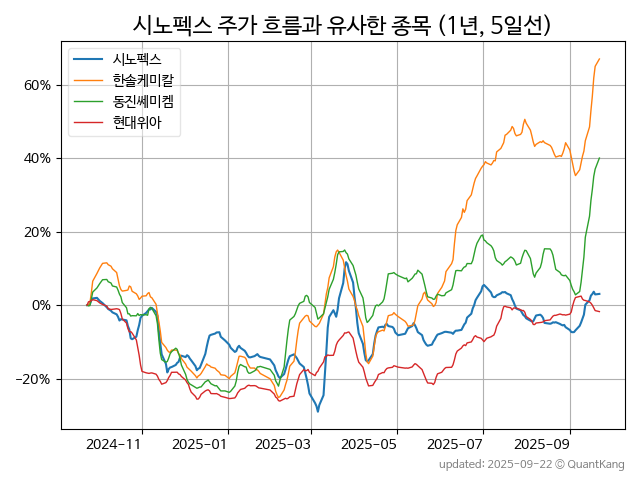 시노펙스 주가 흐름과 유사한 종목 (1년, 5일선)
시노펙스
한솔케미칼
동진쎄미켐
현대위아
60%
40%
20%
0%
−20%
2024-11 2025-01 2025-03 2025-05 2025-07 2025-09
updated: 2025-09-22 © QuantKang